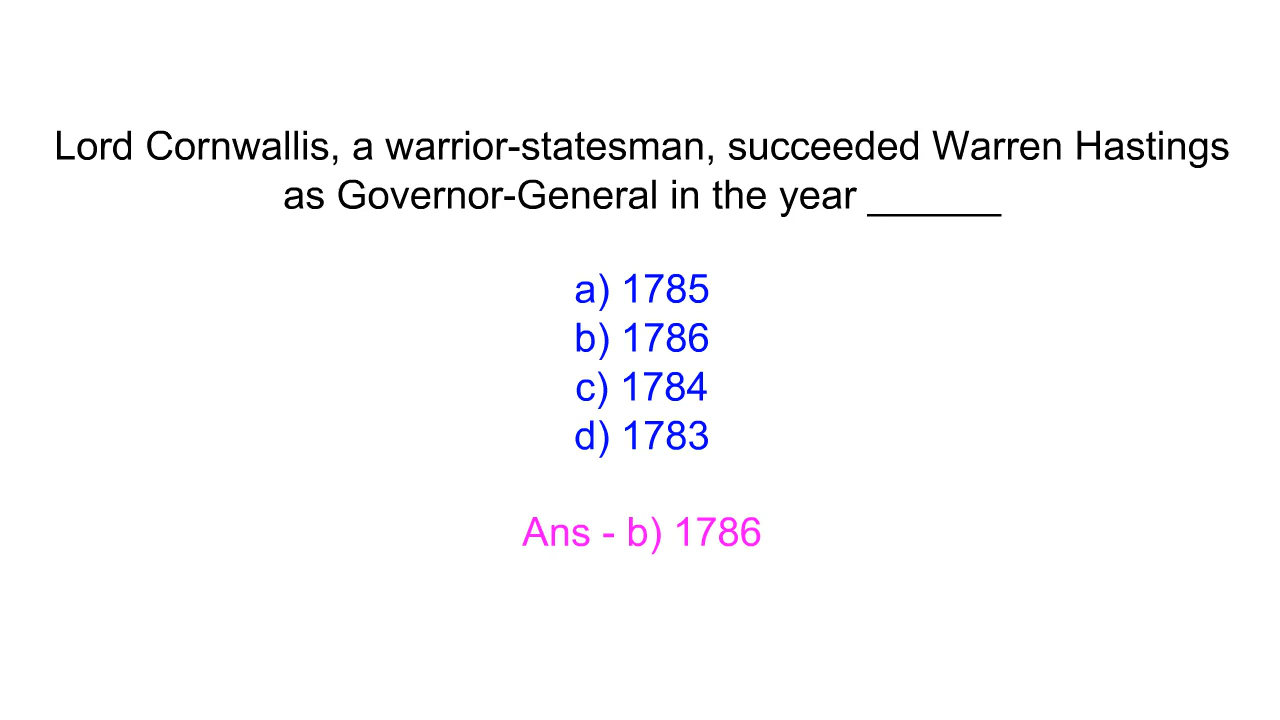 Lord Cornwallis, a warrior-statesman, succeeded Warren Hastings
as Governor-General in the year ______
a) 1785
b) 1786
c) 1784
d) 1783
Ans - b) 1786